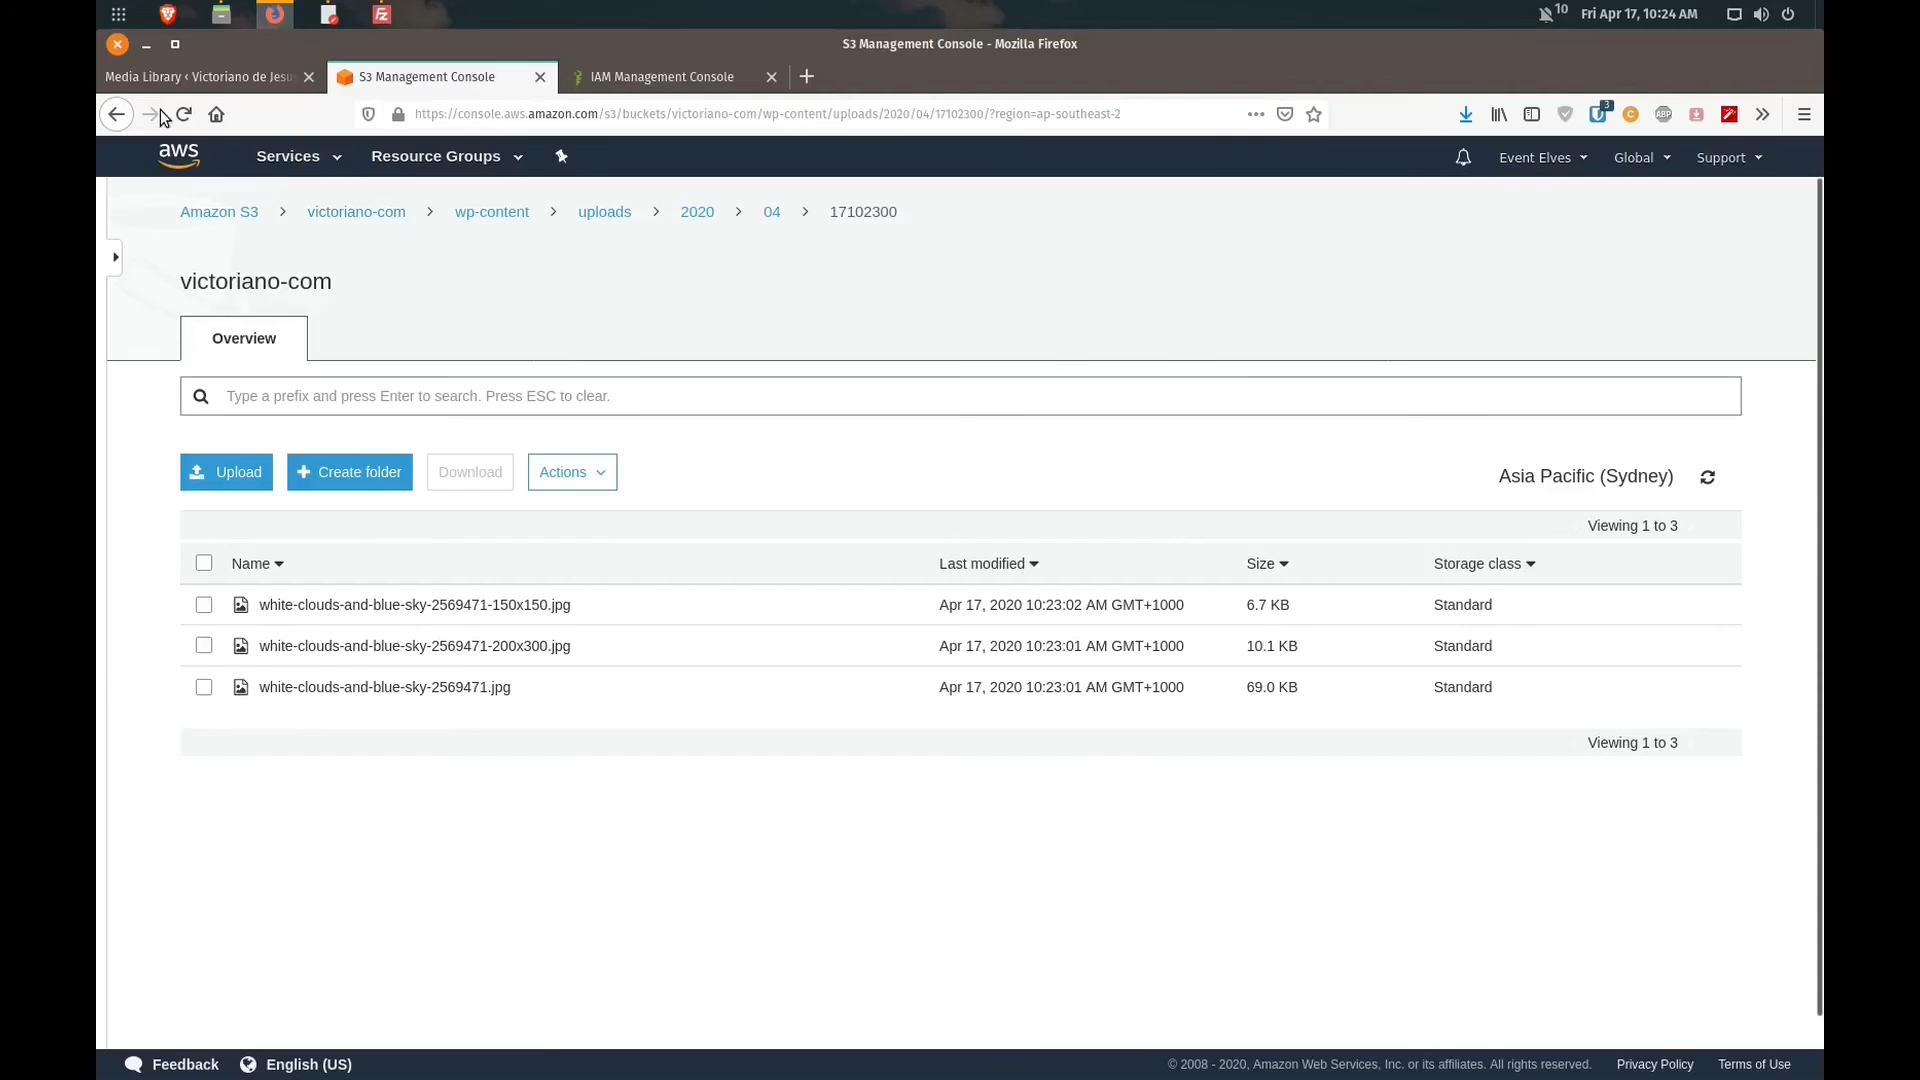 10 Fri Apr 17, 10:24 AM
S3 Management Console - Mozilla Firefox
Media Library ‹ Victoriano de Jesu
S3 Management Console
IAM Management Console
https://console.aws.amazon.com/s3/buckets/victoriano-com/wp-content/uploads/2020/04/17102300/?region=ap-southeast-2
3
C
ABP
aws
Services
Resource Groups
Event Elves
Global
Support
Amazon S3 > victoriano-com > wp-content > uploads > 2020 > 04 > 17102300
victoriano-com
Overview
Type a prefix and press Enter to search. Press ESC to clear.
Upload
+ Create folder
Download
Actions
Asia Pacific (Sydney)
Viewing 1 to 3
Name Last modified Size Storage class
white-clouds-and-blue-sky-2569471-150x150.jpg Apr 17, 2020 10:23:02 AM GMT+1000 6.7 KB Standard
white-clouds-and-blue-sky-2569471-200x300.jpg Apr 17, 2020 10:23:01 AM GMT+1000 10.1 KB Standard
white-clouds-and-blue-sky-2569471.jpg Apr 17, 2020 10:23:01 AM GMT+1000 69.0 KB Standard
Viewing 1 to 3
Feedback English (US) © 2008 - 2020, Amazon Web Services, Inc. or its affiliates. All rights reserved. Privacy Policy Terms of Use